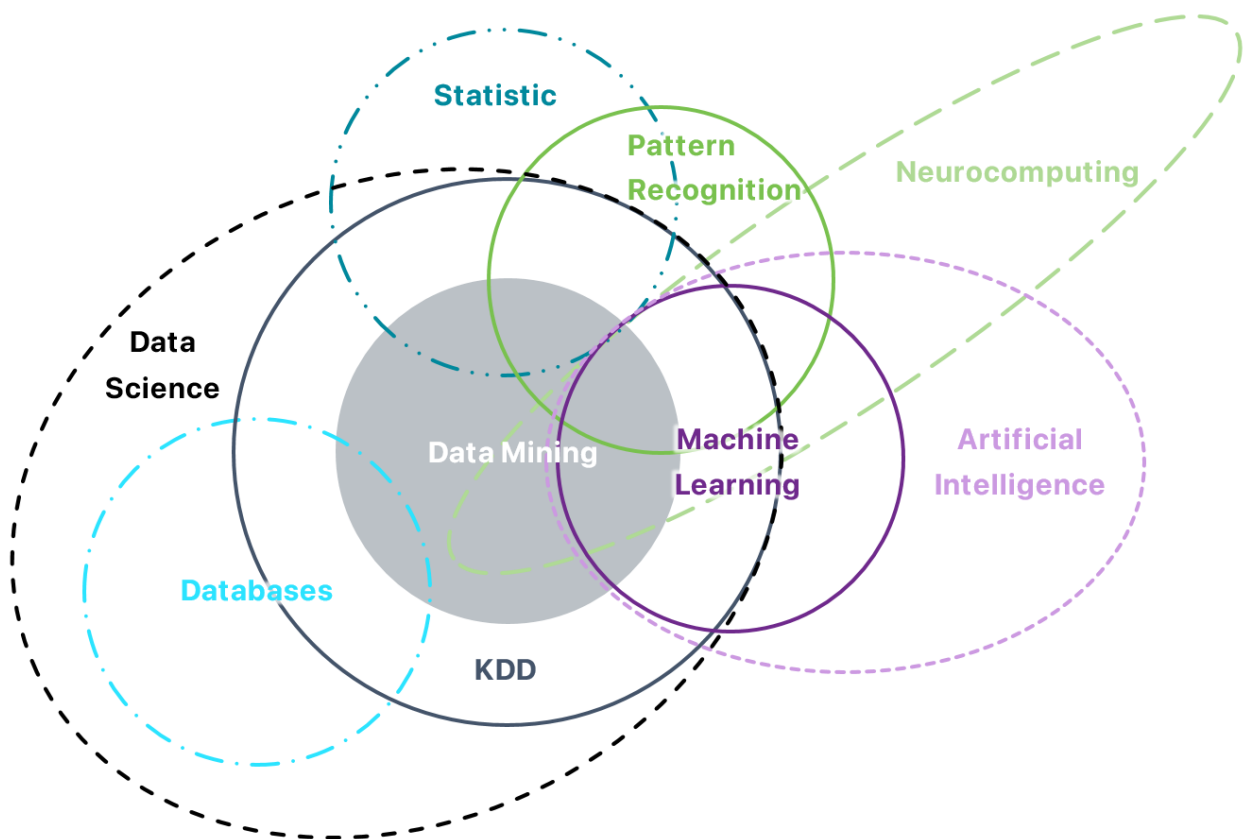 Statistic
Pattern
Recognition
Neurocomputing
Data
Science
Data Mining
Machine
Learning
Artificial
Intelligence
Databases
KDD